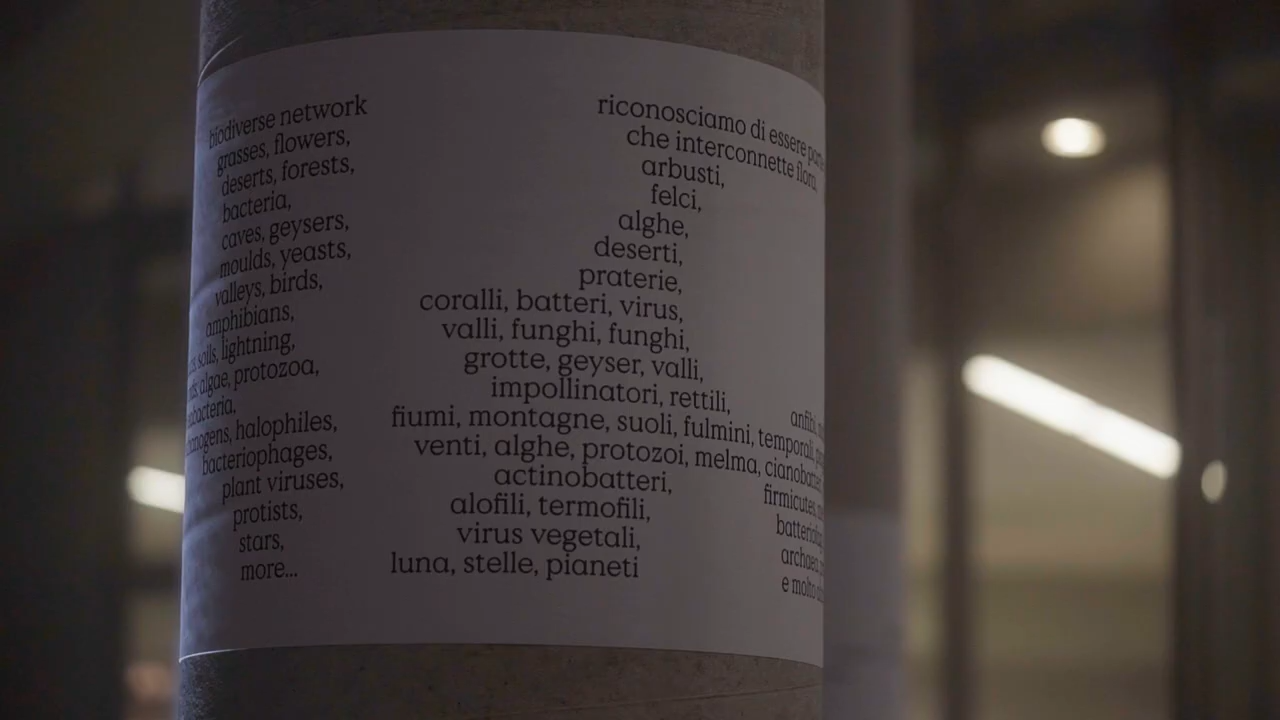 biodiverse network
grasses, flowers,
deserts, forests,
bacteria,
caves, geysers,
moulds, yeasts,
valleys, birds,
amphibians,
soils, lightning,
algae, protozoa,
halophiles,
bacteriophages,
plant viruses,
protists,
stars,
more...
riconosciamo di essere
che interconnette flora,
arbusti,
felci,
alghe,
deserti,
praterie,
coralli, batteri, virus,
valli, funghi, funghi,
grotte, geyser, valli,
impollinatori, rettili,
anfibi,
fiumi, montagne, suoli, fulmini, temporali,
venti, alghe, protozoi, melma,
actinobatteri,
firmicutes,
alofili, termofili,
virus vegetali,
archaea,
luna, stelle, pianeti
e molto